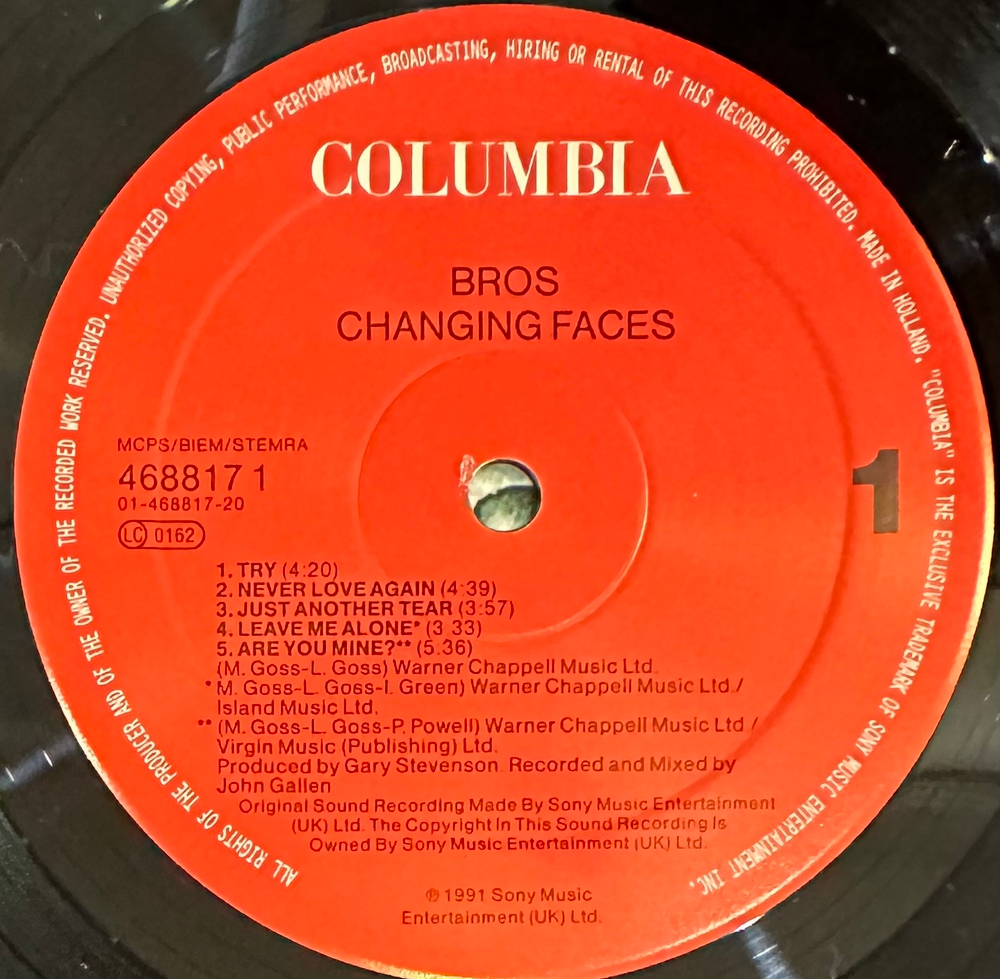 ALL RIGHTS OF THE PRODUCER AND OF THE OWNER OF THE RECORDED WORK RESERVED. UNAUTHORIZED COPYING, PUBLIC PERFORMANCE, BROADCASTING, HIRING OR RENTAL OF THIS RECORDING PROHIBITED. MADE IN HOLLAND. "COLUMBIA" IS THE EXCLUSIVE TRADEMARK OF SONY MUSIC ENTERTAINMENT INC.
COLUMBIA
BROS
CHANGING FACES
MCPS/BIEM/STEMRA
468817 1
01-468817-20
LC 0162
1
1. TRY (4:20)
2. NEVER LOVE AGAIN (4:39)
3. JUST ANOTHER TEAR (3:57)
4. LEAVE ME ALONE* (3 33)
5. ARE YOU MINE?** (5:36)
(M. Goss-L. Goss) Warner Chappell Music Ltd.
* M. Goss-L. Goss-I. Green) Warner Chappell Music Ltd./
Island Music Ltd.
** (M. Goss-L. Goss-P. Powell) Warner Chappell Music Ltd /
Virgin Music (Publishing) Ltd.
Produced by Gary Stevenson. Recorded and Mixed by
John Gallen
Original Sound Recording Made By Sony Music Entertainment
(UK) Ltd. The Copyright In This Sound Recording Is
Owned By Sony Music Entertainment (UK) Ltd.
℗ 1991 Sony Music
Entertainment (UK) Ltd.